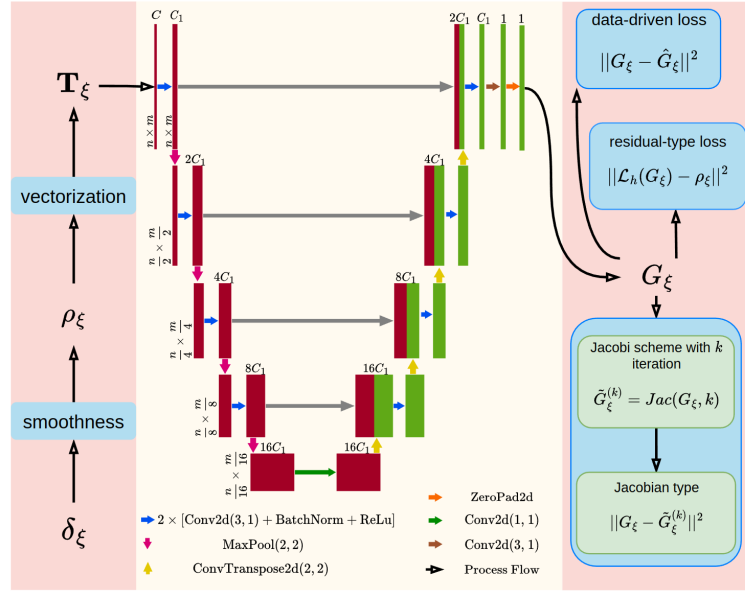 T_ξ
vectorization
ρ_ξ
smoothness
δ_ξ
C C₁
n × m n × m
2C₁ C₁ 1 1
2C₁
n/2 × m/2
4C₁
4C₁
n/4 × m/4
8C₁
8C₁
n/8 × m/8
16C₁
16C₁ 16C₁
n/16 × m/16
2 × [Conv2d(3, 1) + BatchNorm + ReLu]
MaxPool(2, 2)
ConvTranspose2d(2, 2)
ZeroPad2d
Conv2d(1, 1)
Conv2d(3, 1)
Process Flow
data-driven loss
||G_ξ − Ĝ_ξ||²
residual-type loss
||ℒ_h(G_ξ) − ρ_ξ||²
G_ξ
Jacobi scheme with k
iteration
G̃_ξ^(k) = Jac(G_ξ, k)
Jacobian type
||G_ξ − G̃_ξ^(k)||²